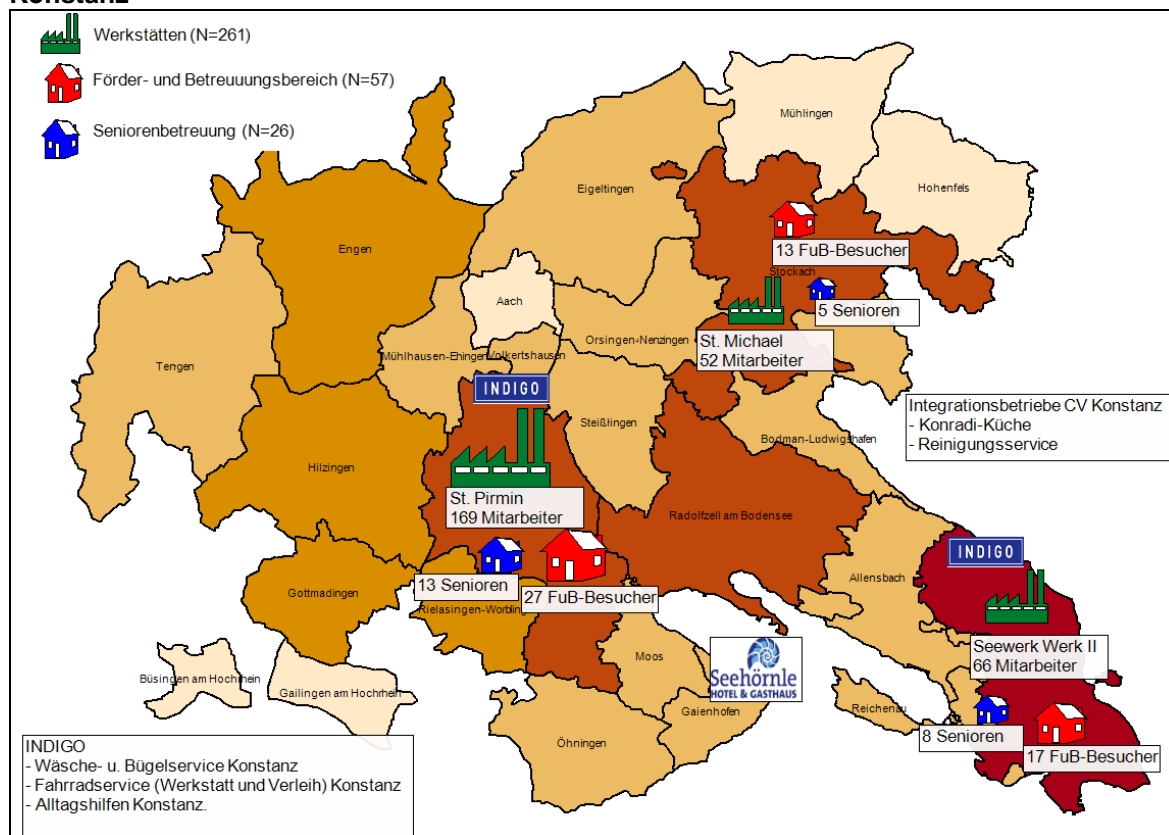 Konstanz
Werkstätten (N=261)
Förder- und Betreuuungsbereich (N=57)
Seniorenbetreuung (N=26)
Mühlingen
Hohenfels
Eigeltingen
Engen
13 FuB-Besucher
Stockach
Aach
5 Senioren
Orsingen-Nenzingen
St. Michael
52 Mitarbeiter
Mühlhausen-Ehingen
Volkertshausen
Tengen
INDIGO
Integrationsbetriebe CV Konstanz
- Konradi-Küche
- Reinigungsservice
Steißlingen
Bodman-Ludwigshafen
Hilzingen
St. Pirmin
169 Mitarbeiter
Radolfzell am Bodensee
INDIGO
Allensbach
13 Senioren
27 FuB-Besucher
Gottmadingen
Rielasingen-Worbling
Seewerk Werk II
66 Mitarbeiter
Moos
Seehörnle
HOTEL & GASTHAUS
Büsingen am Hochrhein
Gailingen am Hochrhein
Reichenau
Gaienhofen
8 Senioren
17 FuB-Besucher
Öhningen
INDIGO
- Wäsche- u. Bügelservice Konstanz
- Fahrradservice (Werkstatt und Verleih) Konstanz
- Alltagshilfen Konstanz.